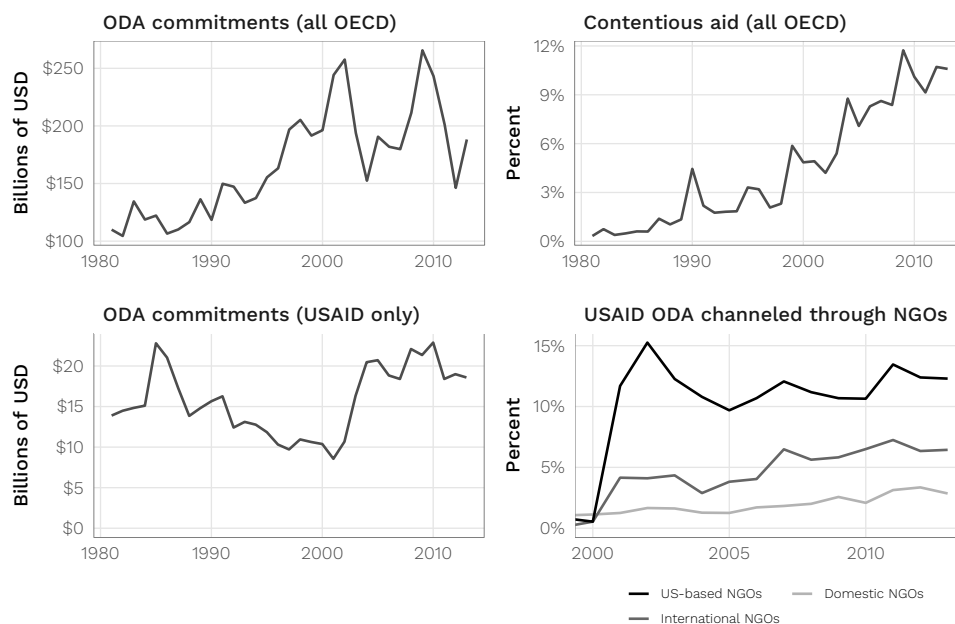 ODA commitments (all OECD)
Billions of USD
$250
$200
$150
$100
1980 1990 2000 2010
Contentious aid (all OECD)
Percent
12%
9%
6%
3%
0%
1980 1990 2000 2010
ODA commitments (USAID only)
Billions of USD
$20
$15
$10
$5
$0
1980 1990 2000 2010
USAID ODA channeled through NGOs
Percent
15%
10%
5%
0%
2000 2005 2010
US-based NGOs Domestic NGOs
International NGOs